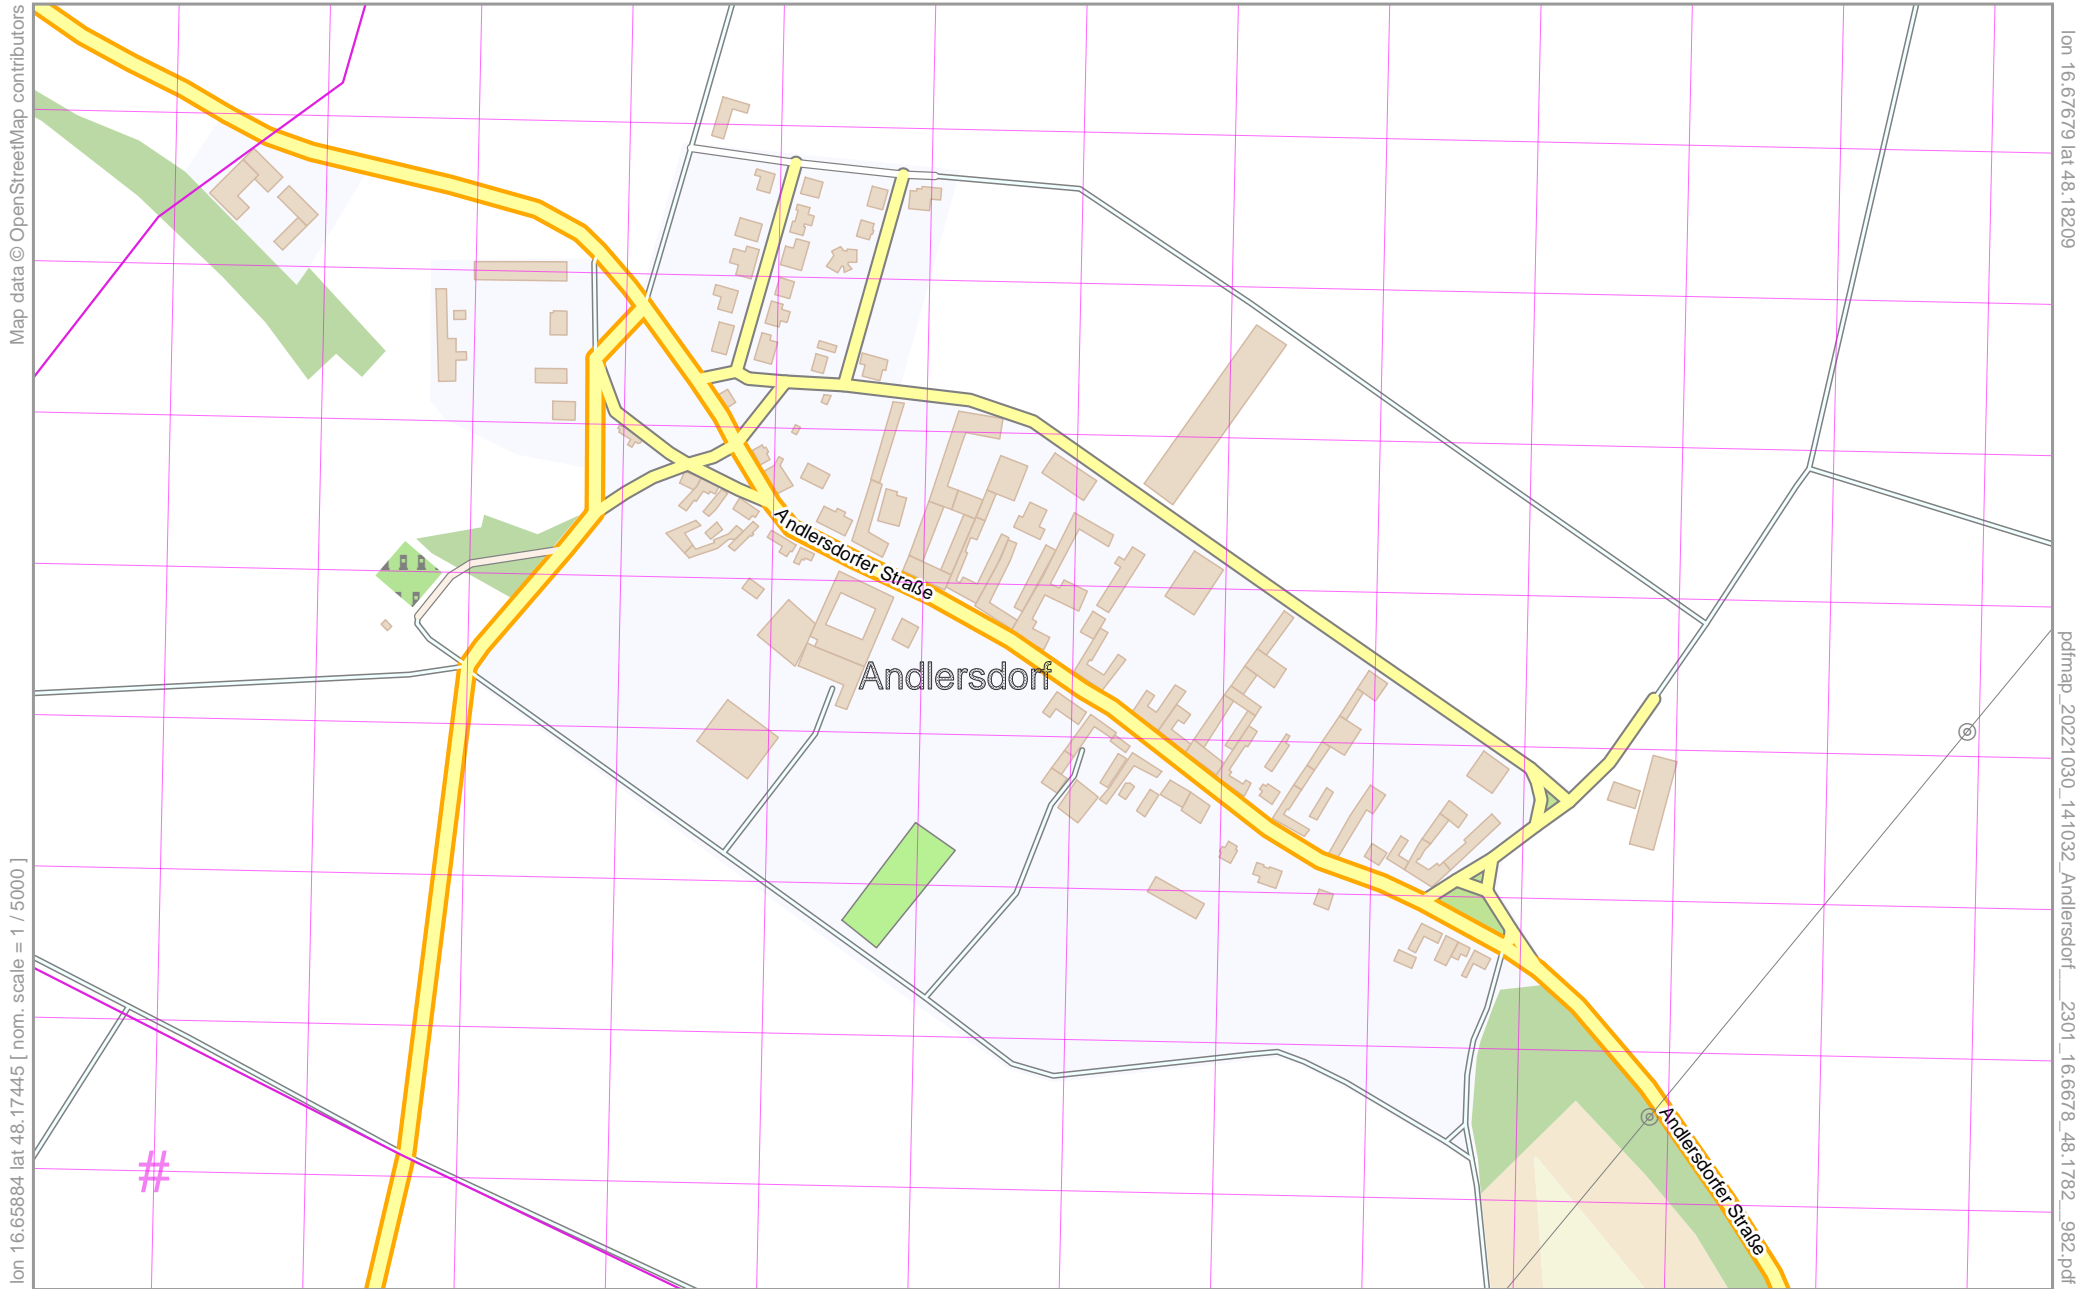 Map data © OpenStreetMap contributors
lon 16.65884 lat 48.17445 [ nom. scale = 1 / 5000 ]
lon 16.67679 lat 48.18209
pdfmap_20221030_141032_Andlersdorf___2301_16.6678_48.1782__982.pdf
Andlersdorfer Straße
Andlersdorf
Andlersdorfer Straße
#